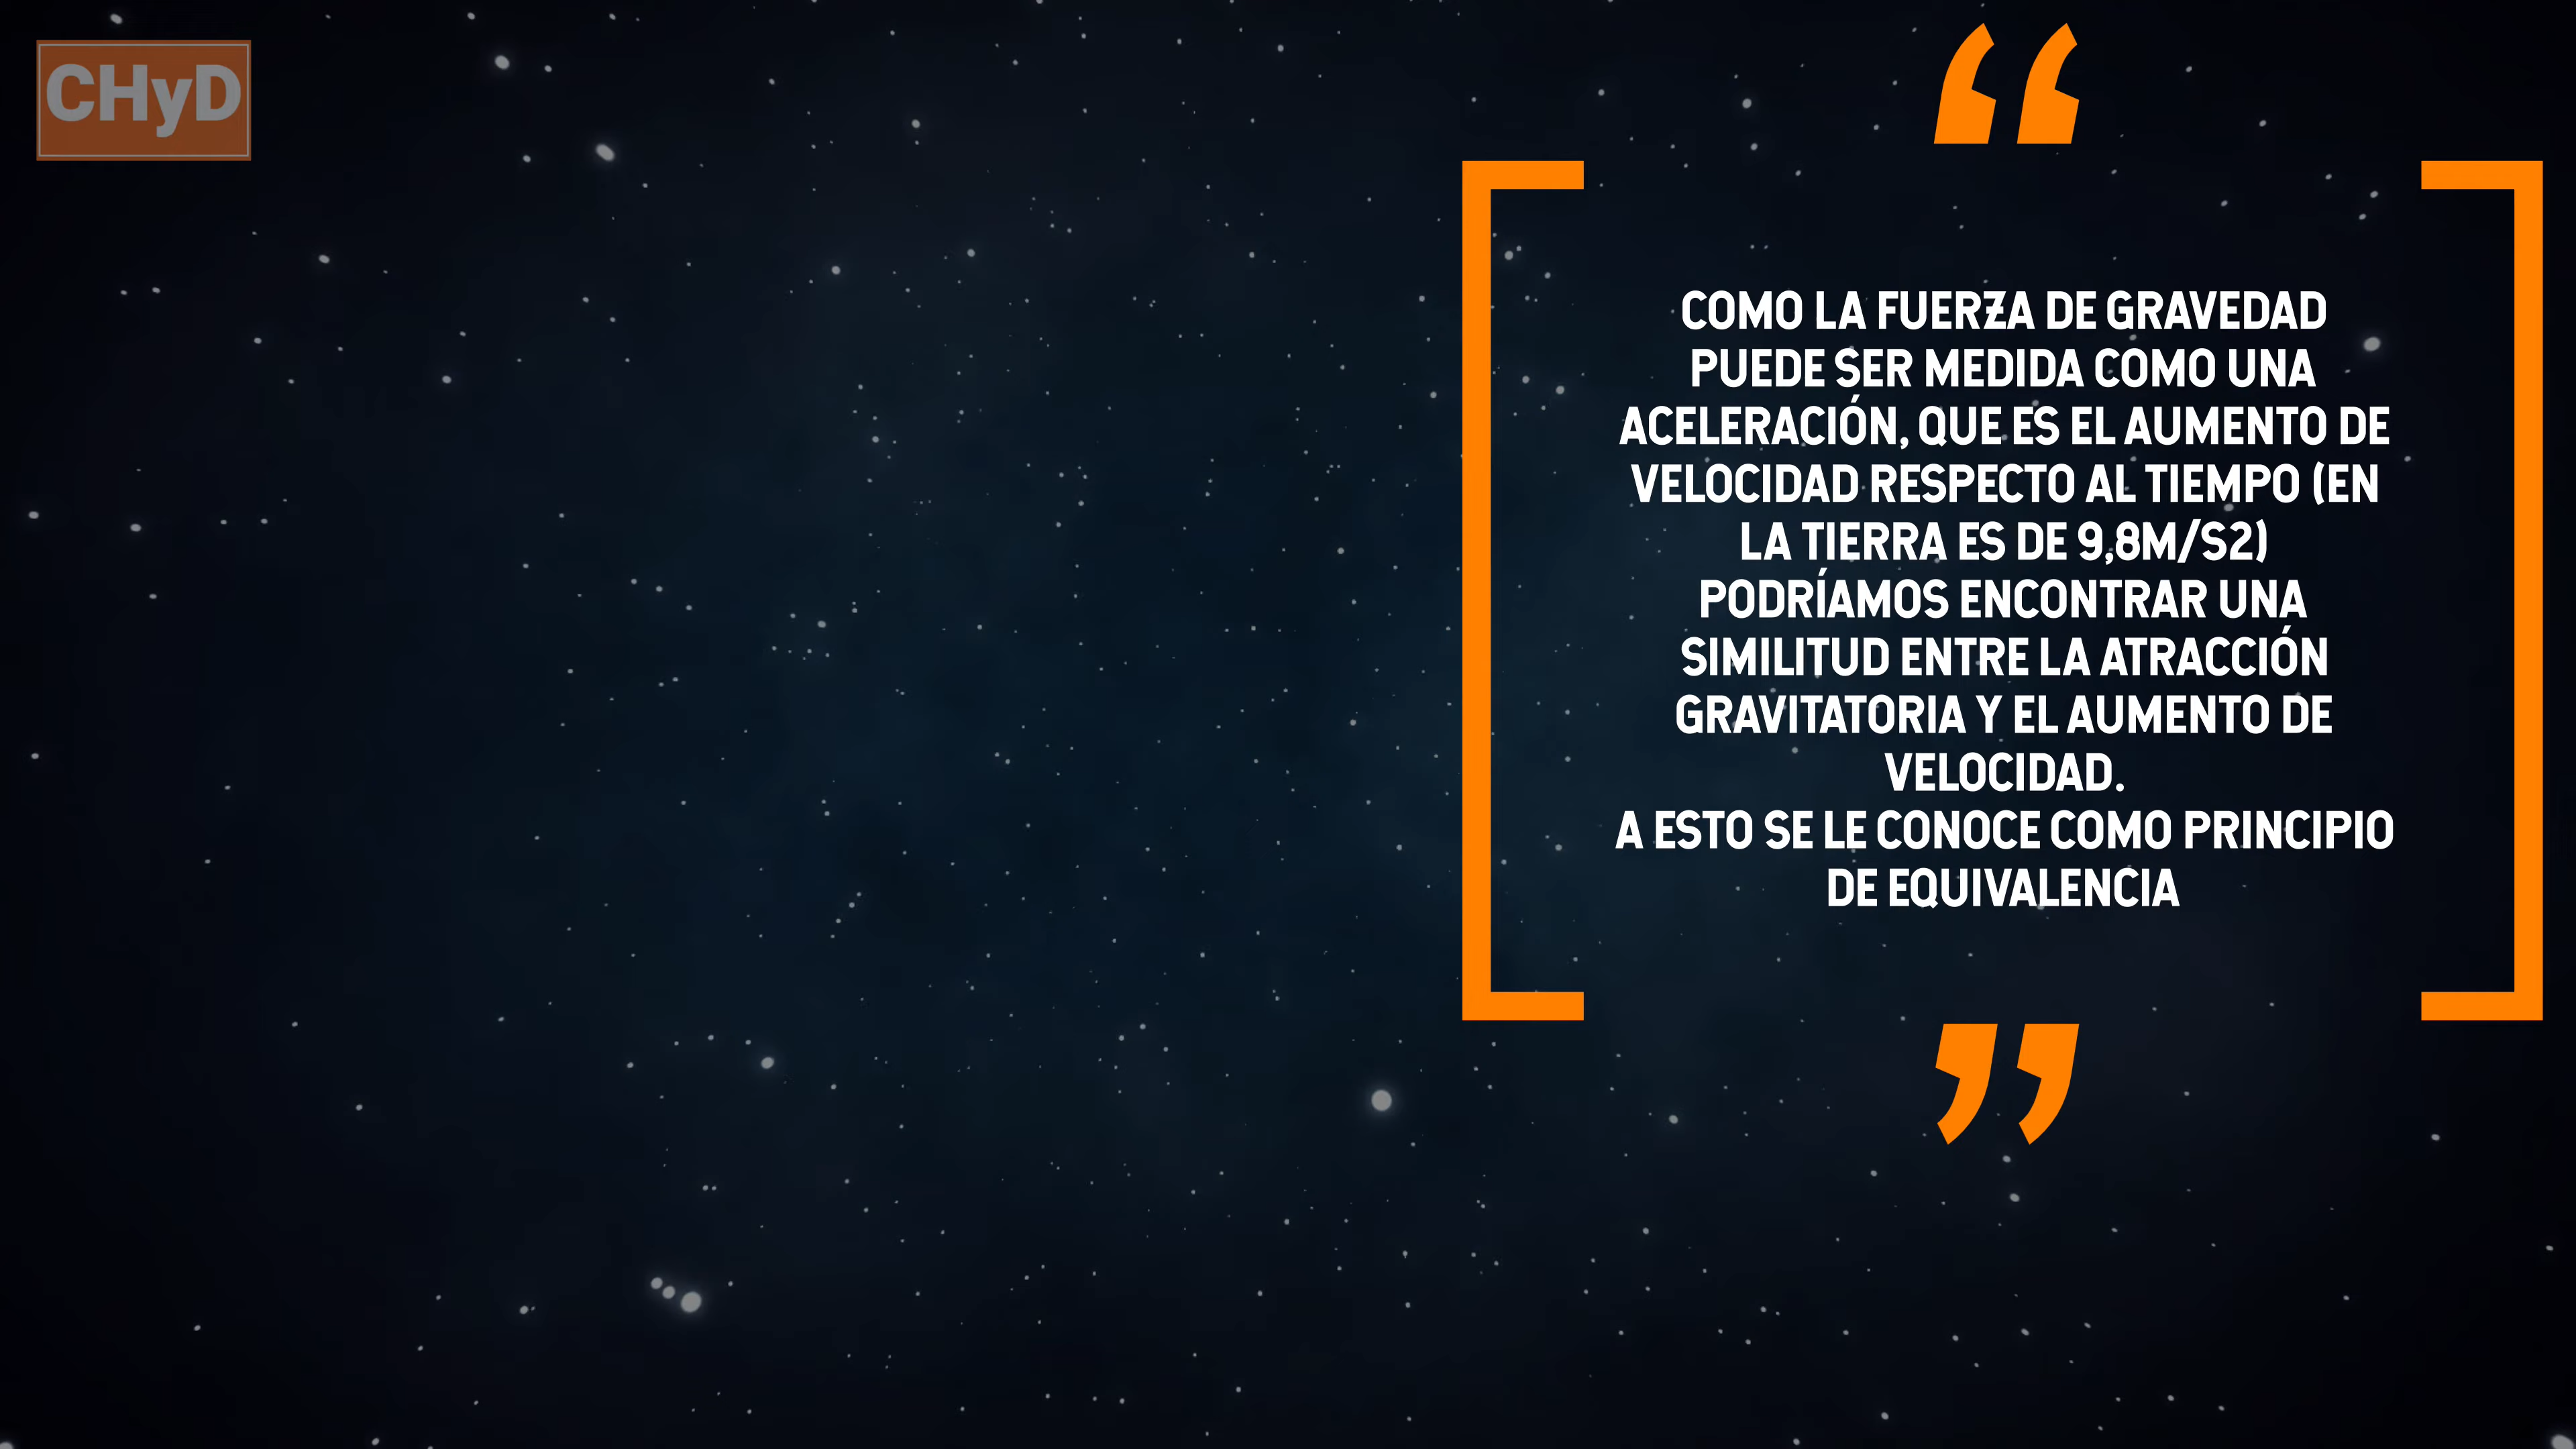 CHyD
“
COMO LA FUERZA DE GRAVEDAD
PUEDE SER MEDIDA COMO UNA
ACELERACIÓN, QUE ES EL AUMENTO DE
VELOCIDAD RESPECTO AL TIEMPO (EN
LA TIERRA ES DE 9,8M/S2)
PODRÍAMOS ENCONTRAR UNA
SIMILITUD ENTRE LA ATRACCIÓN
GRAVITATORIA Y EL AUMENTO DE
VELOCIDAD.
A ESTO SE LE CONOCE COMO PRINCIPIO
DE EQUIVALENCIA
”